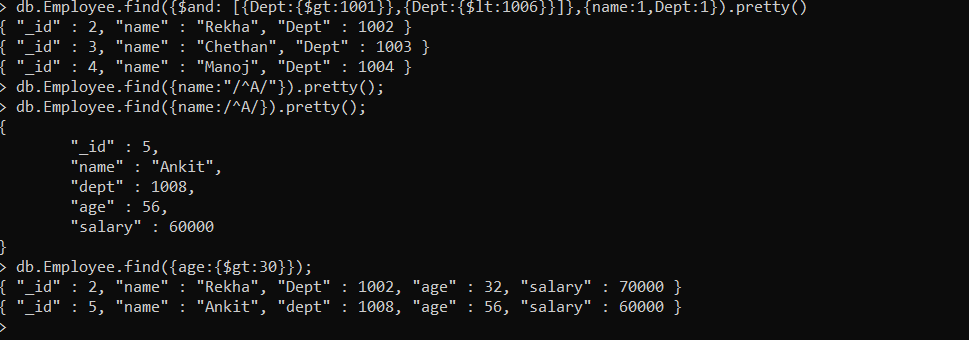 > db.Employee.find({$and: [{Dept:{$gt:1001}},{Dept:{$lt:1006}}]},{name:1,Dept:1}).pretty()
{ "_id" : 2, "name" : "Rekha", "Dept" : 1002 }
{ "_id" : 3, "name" : "Chethan", "Dept" : 1003 }
{ "_id" : 4, "name" : "Manoj", "Dept" : 1004 }
> db.Employee.find({name:"/^A/"}).pretty();
> db.Employee.find({name:/^A/}).pretty();
{
        "_id" : 5,
        "name" : "Ankit",
        "dept" : 1008,
        "age" : 56,
        "salary" : 60000
}
> db.Employee.find({age:{$gt:30}});
{ "_id" : 2, "name" : "Rekha", "Dept" : 1002, "age" : 32, "salary" : 70000 }
{ "_id" : 5, "name" : "Ankit", "dept" : 1008, "age" : 56, "salary" : 60000 }
>